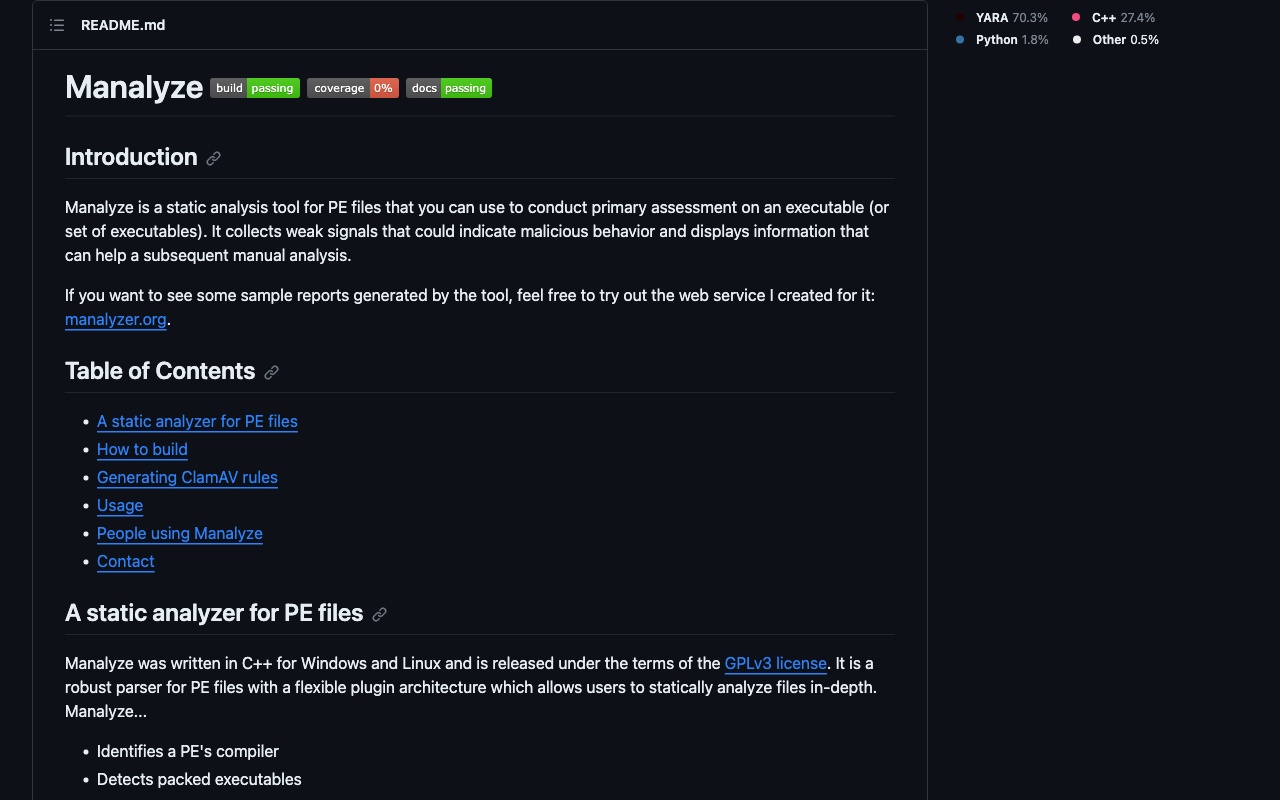 README.md
Manalyze build passing coverage 0% docs passing
Introduction
Manalyze is a static analysis tool for PE files that you can use to conduct primary assessment on an executable (or
set of executables). It collects weak signals that could indicate malicious behavior and displays information that
can help a subsequent manual analysis.
If you want to see some sample reports generated by the tool, feel free to try out the web service I created for it:
manalyzer.org.
Table of Contents
• A static analyzer for PE files
• How to build
• Generating ClamAV rules
• Usage
• People using Manalyze
• Contact
A static analyzer for PE files
Manalyze was written in C++ for Windows and Linux and is released under the terms of the GPLv3 license. It is a
robust parser for PE files with a flexible plugin architecture which allows users to statically analyze files in-depth.
Manalyze...
• Identifies a PE's compiler
• Detects packed executables
YARA 70.3% C++ 27.4%
Python 1.8% Other 0.5%